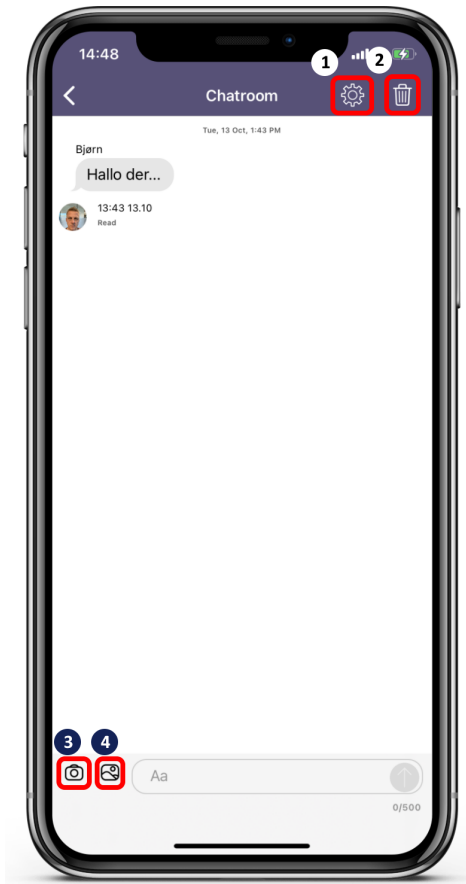 14:48
1
2
Chatroom
Tue, 13 Oct, 1:43 PM
Bjørn
Hallo der...
13:43 13.10
Read
3
4
Aa
0/500